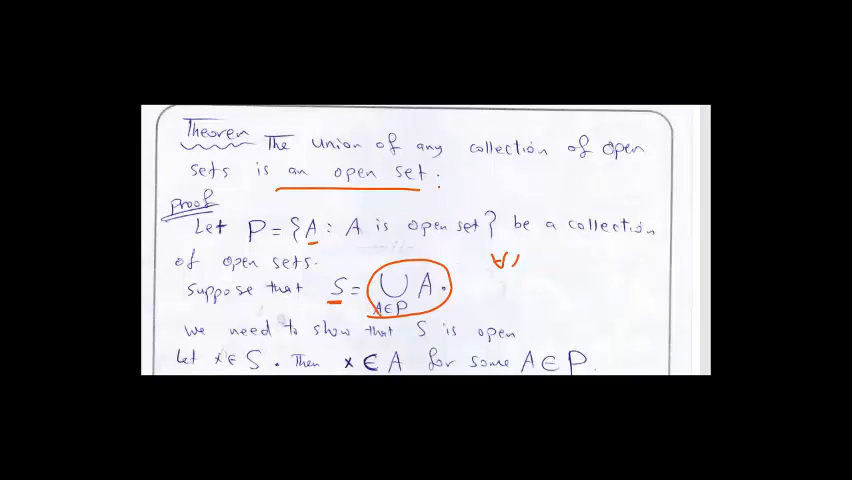 Theorem The union of any collection of open
sets is an open set.
proof
Let P = {A : A is open set} be a collection
of open sets.
∀
suppose that S = ∪ A.
A∈P
we need to show that S is open
Let x∈S. Then x∈A for some A∈P.